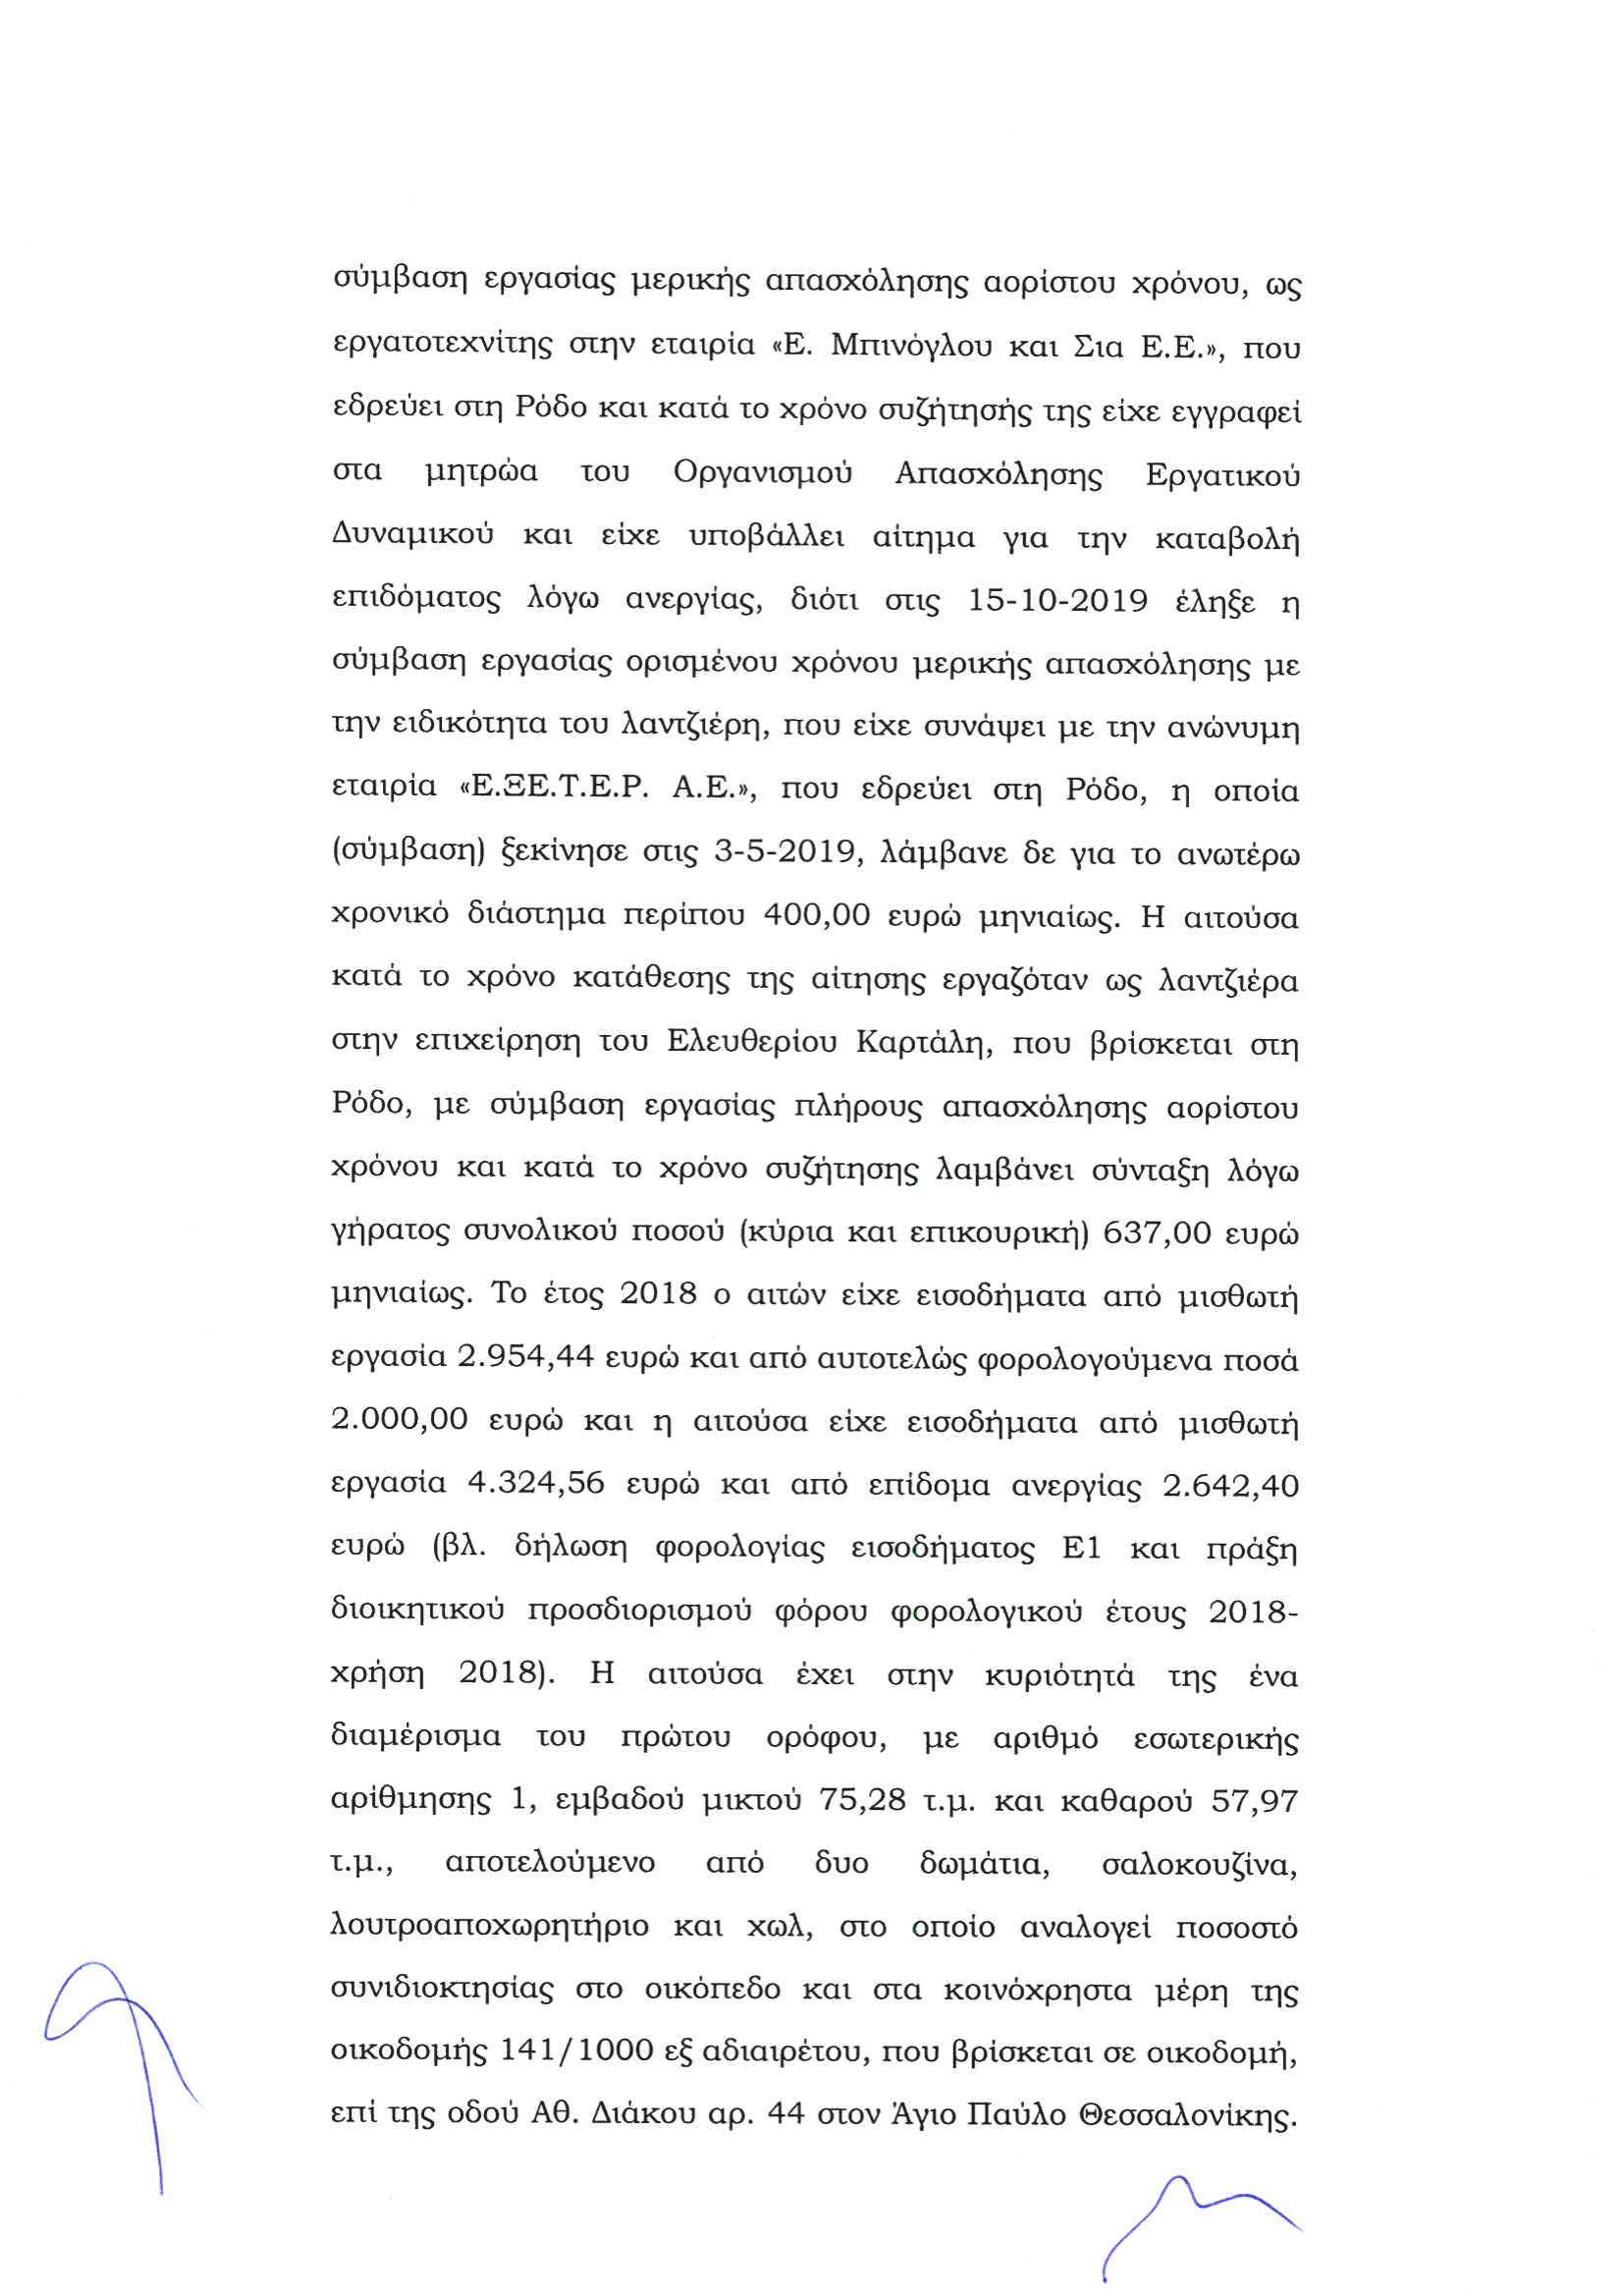 σύμβαση εργασίας μερικής απασχόλησης αορίστου χρόνου, ως
εργατοτεχνίτης στην εταιρία «Ε. Μπινόγλου και Σια Ε.Ε.», που
εδρεύει στη Ρόδο και κατά το χρόνο συζήτησής της είχε εγγραφεί
στα μητρώα του Οργανισμού Απασχόλησης Εργατικού
Δυναμικού και είχε υποβάλλει αίτημα για την καταβολή
επιδόματος λόγω ανεργίας, διότι στις 15-10-2019 έληξε η
σύμβαση εργασίας ορισμένου χρόνου μερικής απασχόλησης με
την ειδικότητα του λαντζιέρη, που είχε συνάψει με την ανώνυμη
εταιρία «Ε.ΞΕ.Τ.Ε.Ρ. Α.Ε.», που εδρεύει στη Ρόδο, η οποία
(σύμβαση) ξεκίνησε στις 3-5-2019, λάμβανε δε για το ανωτέρω
χρονικό διάστημα περίπου 400,00 ευρώ μηνιαίως. Η αιτούσα
κατά το χρόνο κατάθεσης της αίτησης εργαζόταν ως λαντζιέρα
στην επιχείρηση του Ελευθερίου Καρτάλη, που βρίσκεται στη
Ρόδο, με σύμβαση εργασίας πλήρους απασχόλησης αορίστου
χρόνου και κατά το χρόνο συζήτησης λαμβάνει σύνταξη λόγω
γήρατος συνολικού ποσού (κύρια και επικουρική) 637,00 ευρώ
μηνιαίως. Το έτος 2018 ο αιτών είχε εισοδήματα από μισθωτή
εργασία 2.954,44 ευρώ και από αυτοτελώς φορολογούμενα ποσά
2.000,00 ευρώ και η αιτούσα είχε εισοδήματα από μισθωτή
εργασία 4.324,56 ευρώ και από επίδομα ανεργίας 2.642,40
ευρώ (βλ. δήλωση φορολογίας εισοδήματος Ε1 και πράξη
διοικητικού προσδιορισμού φόρου φορολογικού έτους 2018-
χρήση 2018). Η αιτούσα έχει στην κυριότητά της ένα
διαμέρισμα του πρώτου ορόφου, με αριθμό εσωτερικής
αρίθμησης 1, εμβαδού μικτού 75,28 τ.μ. και καθαρού 57,97
τ.μ., αποτελούμενο από δυο δωμάτια, σαλοκουζίνα,
λουτροαποχωρητήριο και χωλ, στο οποίο αναλογεί ποσοστό
συνιδιοκτησίας στο οικόπεδο και στα κοινόχρηστα μέρη της
οικοδομής 141/1000 εξ αδιαιρέτου, που βρίσκεται σε οικοδομή,
επί της οδού Αθ. Διάκου αρ. 44 στον Άγιο Παύλο Θεσσαλονίκης.